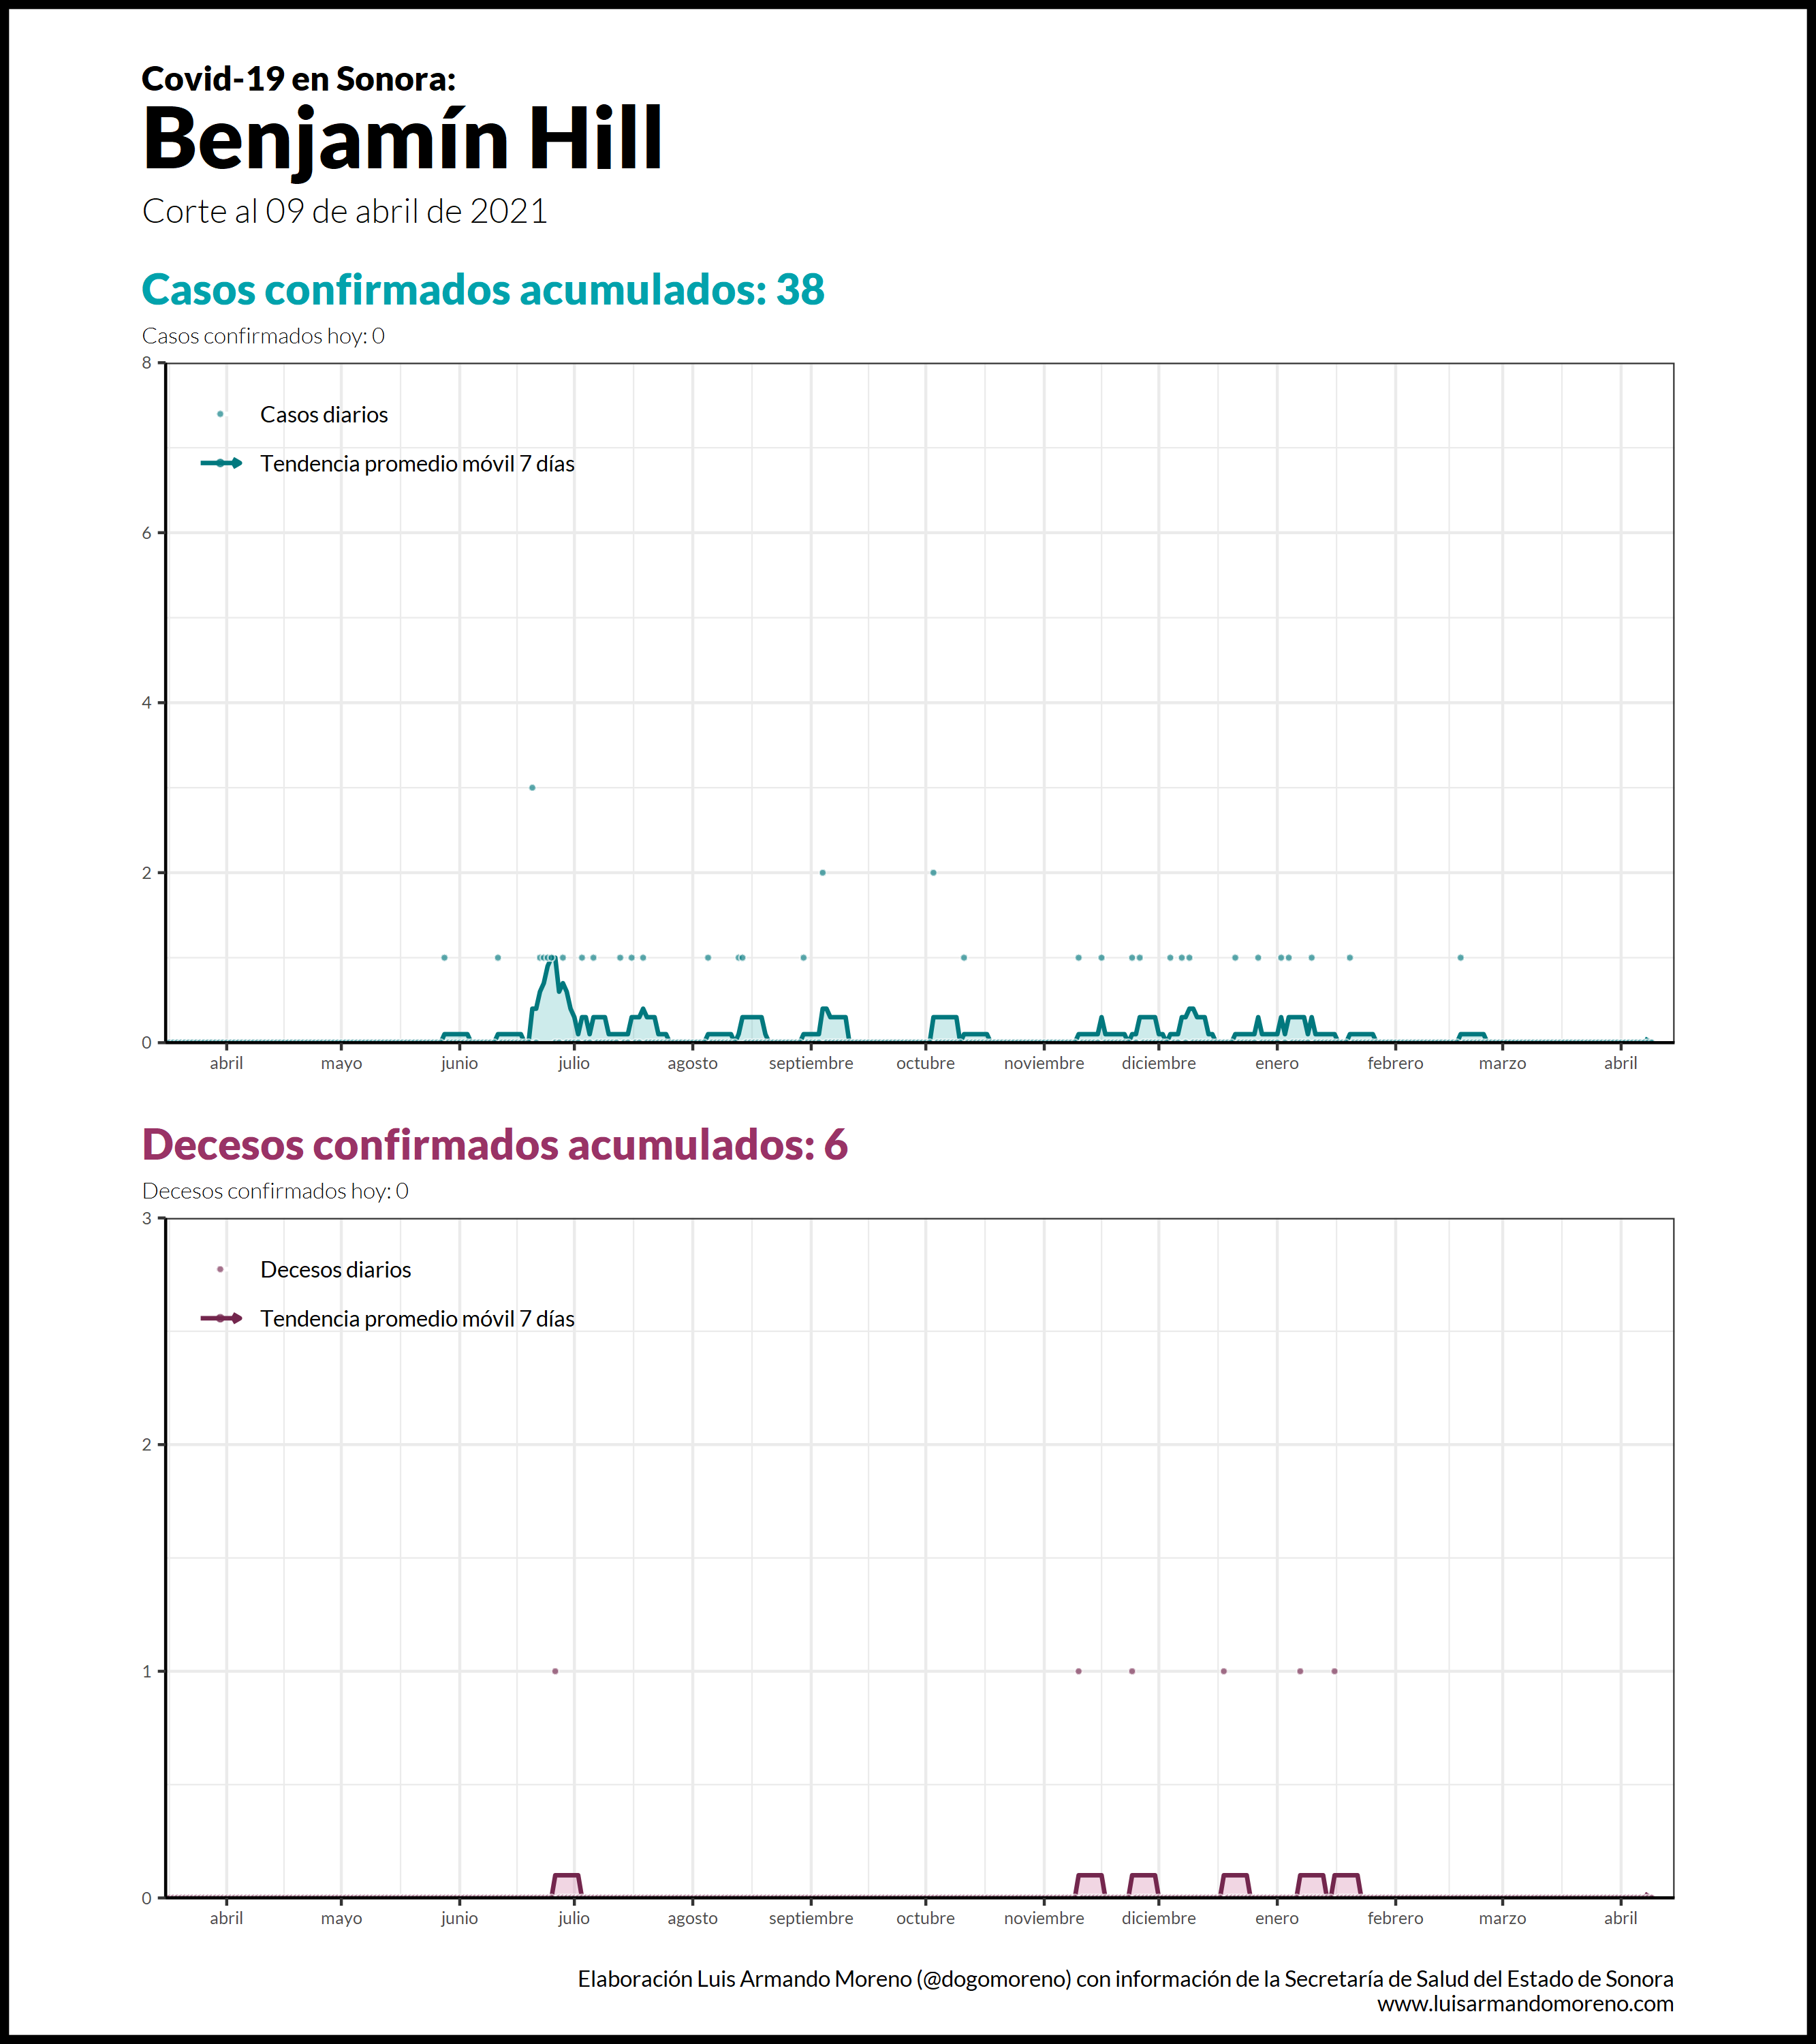 Covid-19 en Sonora:
Benjamín Hill
Corte al 09 de abril de 2021
Casos confirmados acumulados: 38
Casos confirmados hoy: 0
8
Casos diarios
Tendencia promedio móvil 7 días
6
4
2
0
abril mayo junio julio agosto septiembre octubre noviembre diciembre enero febrero marzo abril
Decesos confirmados acumulados: 6
Decesos confirmados hoy: 0
3
Decesos diarios
Tendencia promedio móvil 7 días
2
1
0
abril mayo junio julio agosto septiembre octubre noviembre diciembre enero febrero marzo abril
Elaboración Luis Armando Moreno (@dogomoreno) con información de la Secretaría de Salud del Estado de Sonora
www.luisarmandomoreno.com